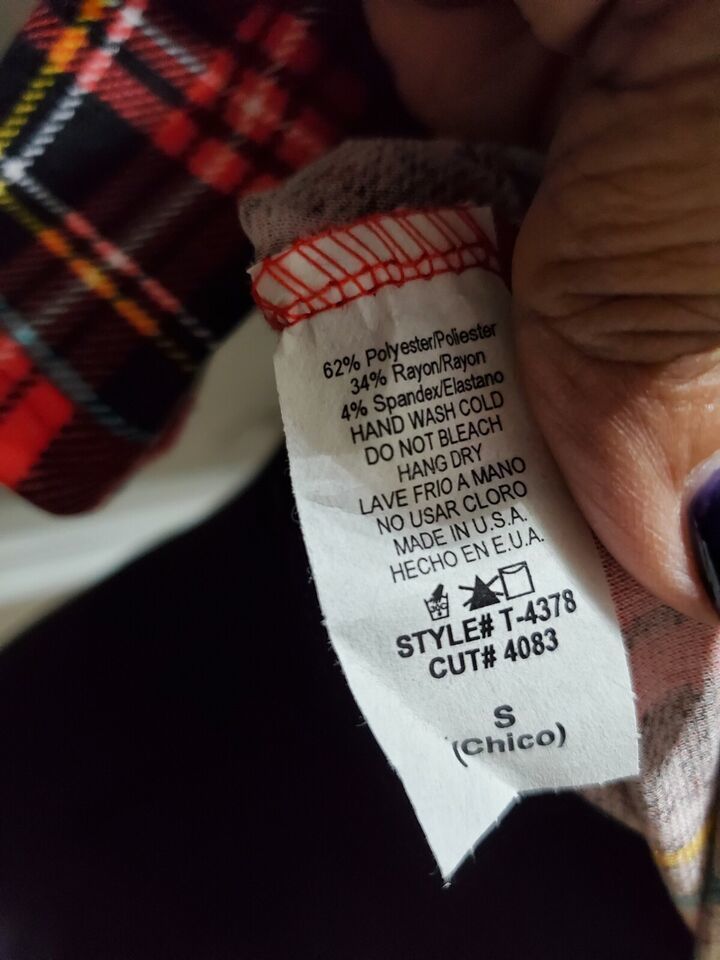 62% Polyester/Poliester
34% Rayon/Rayon
4% Spandex/Elastano
HAND WASH COLD
DO NOT BLEACH
HANG DRY
LAVE FRIO A MANO
NO USAR CLORO
MADE IN U.S.A.
HECHO EN E.U.A.
STYLE# T-4378
CUT# 4083
S
(Chico)